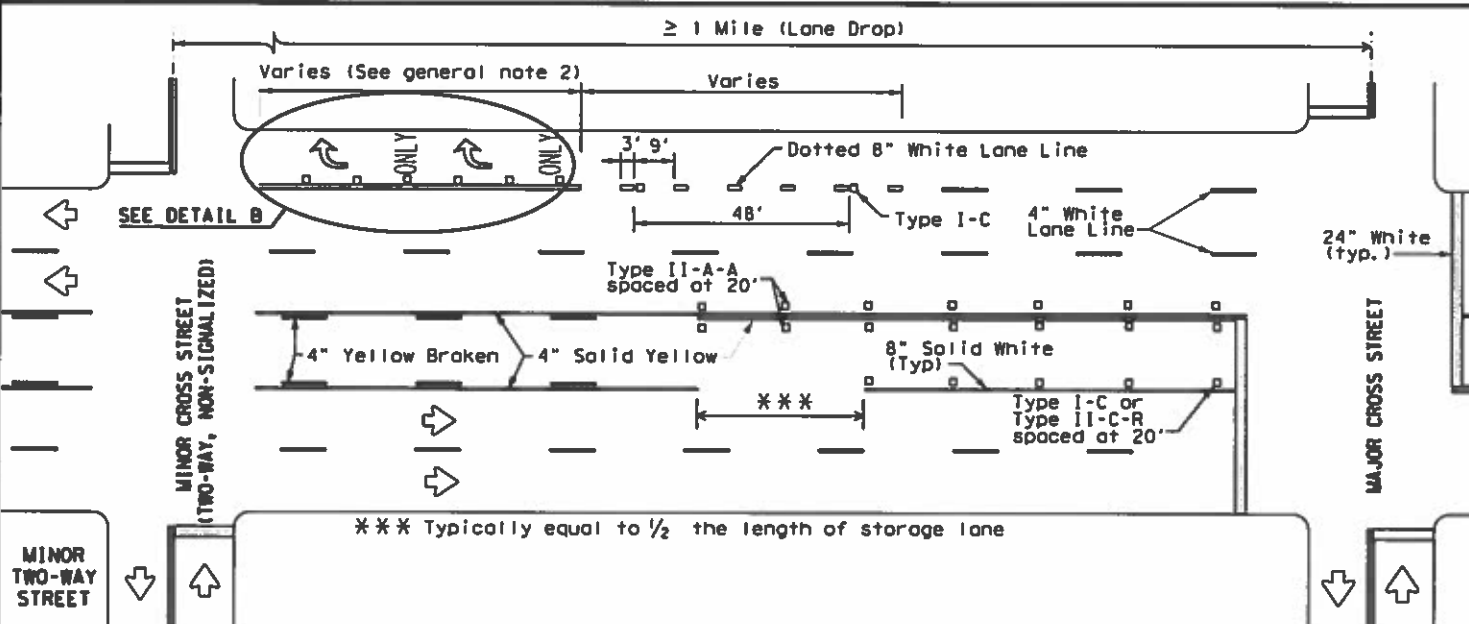 ≥ 1 Mile (Lane Drop)
Varies (See general note 2)
Varies
ONLY
ONLY
3' 9'
Dotted 8" White Lane Line
SEE DETAIL B
48'
Type I-C
4" White
Lane Line
24" White
(typ.)
Type II-A-A
spaced at 20'
MINOR CROSS STREET
(TWO-WAY, NON-SIGNALIZED)
4" Yellow Broken
4" Solid Yellow
8" Solid White
(Typ)
***
Type I-C or
Type II-C-R
spaced at 20'
MAJOR CROSS STREET
*** Typically equal to ½ the length of storage lane
MINOR
TWO-WAY
STREET